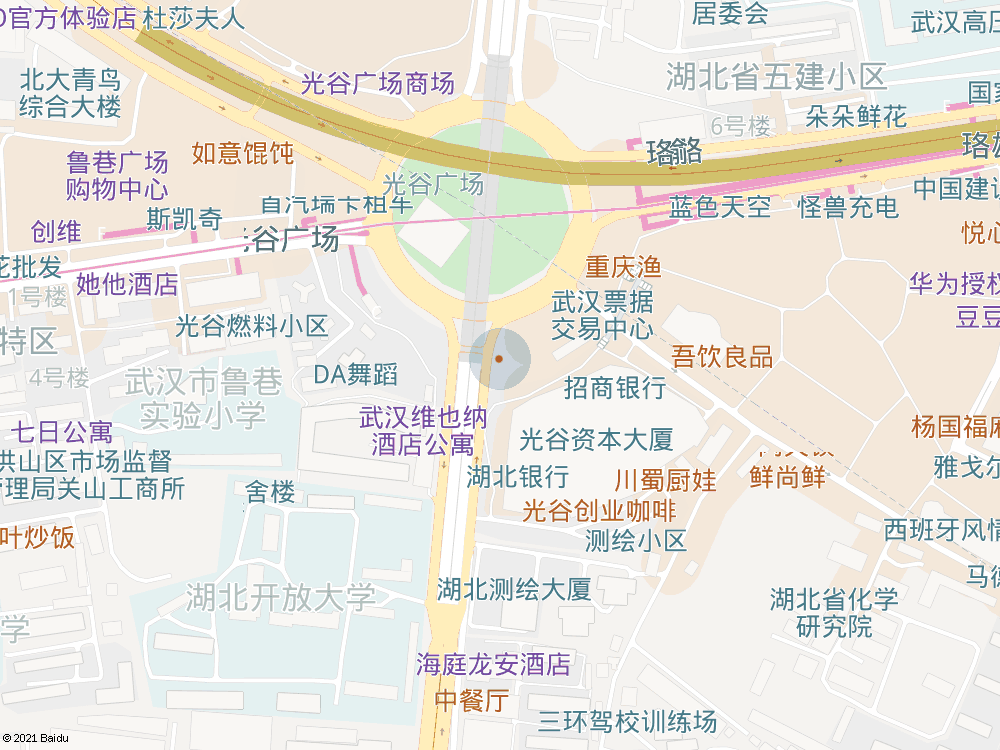 O官方体验店
杜莎夫人
居委会
武汉高压
北大青鸟
综合大楼
光谷广场商场
湖北省五建小区
国家
朵朵鲜花
6号楼
如意馄饨
鲁巷广场
购物中心
光谷广场
珞
珞雄
中国建设
蓝色天空
怪兽充电
斯凯奇
创维
谷广场
悦心
花批发
她他酒店
1号楼
重庆渔
华为授权
豆豆
武汉票据
交易中心
光谷燃料小区
特区
4号楼
DA舞蹈
吾饮良品
武汉市鲁巷
实验小学
招商银行
武汉维也纳
酒店公寓
七日公寓
光谷资本大厦
杨国福麻
洪山区市场监督
管理局关山工商所
湖北银行
川蜀厨娃
鲜尚鲜
雅戈尔
舍楼
光谷创业咖啡
测绘小区
西班牙风情
叶炒饭
马德
湖北开放大学
湖北测绘大厦
湖北省化学
研究院
学
海庭龙安酒店
中餐厅
三环驾校训练场
© 2021 Baidu